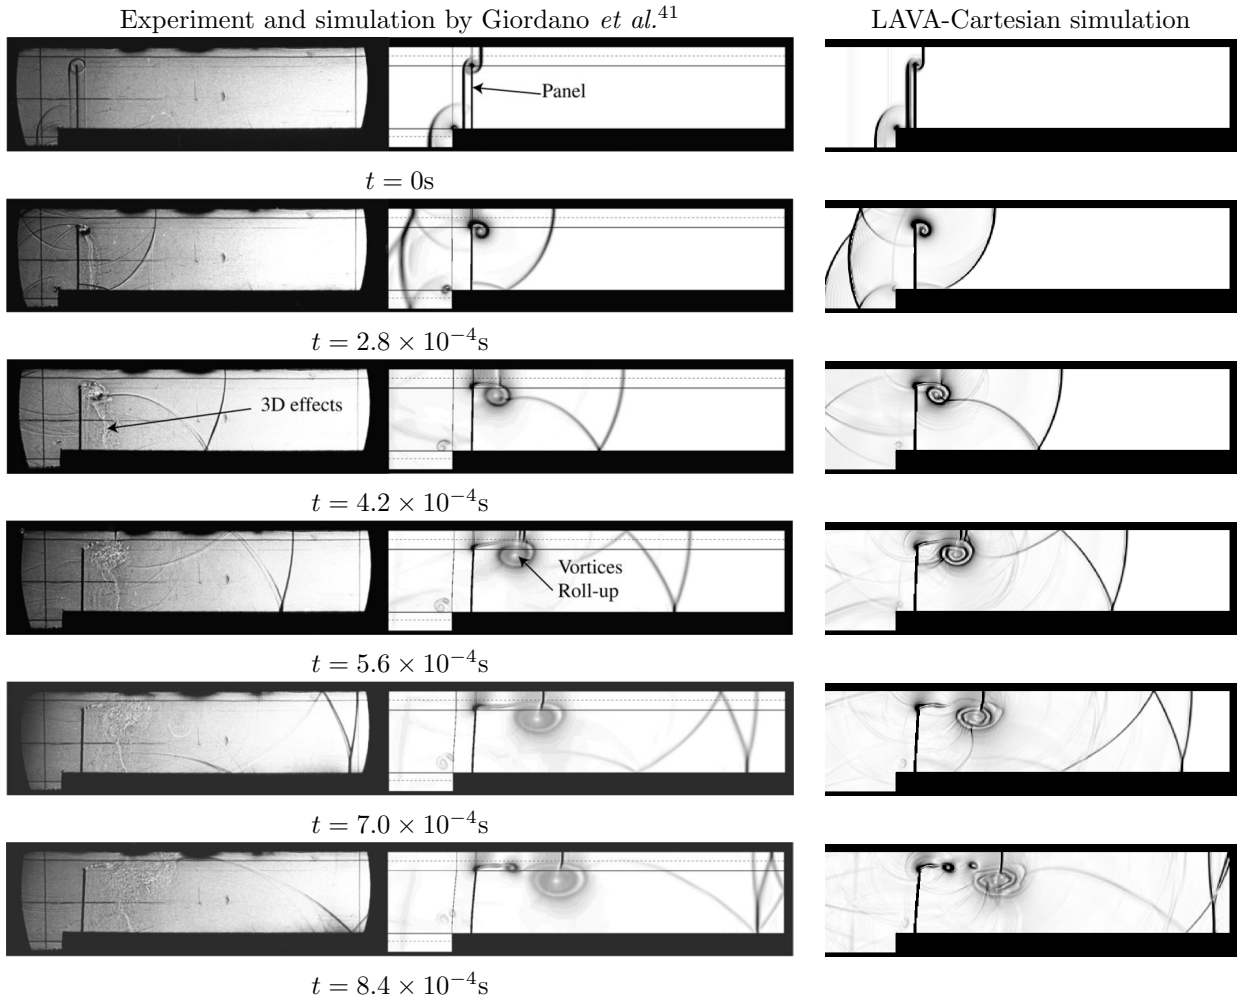 Experiment and simulation by Giordano et al.41
LAVA-Cartesian simulation
Panel
t = 0s
t = 2.8 × 10−4s
3D effects
t = 4.2 × 10−4s
Vortices
Roll-up
t = 5.6 × 10−4s
t = 7.0 × 10−4s
t = 8.4 × 10−4s